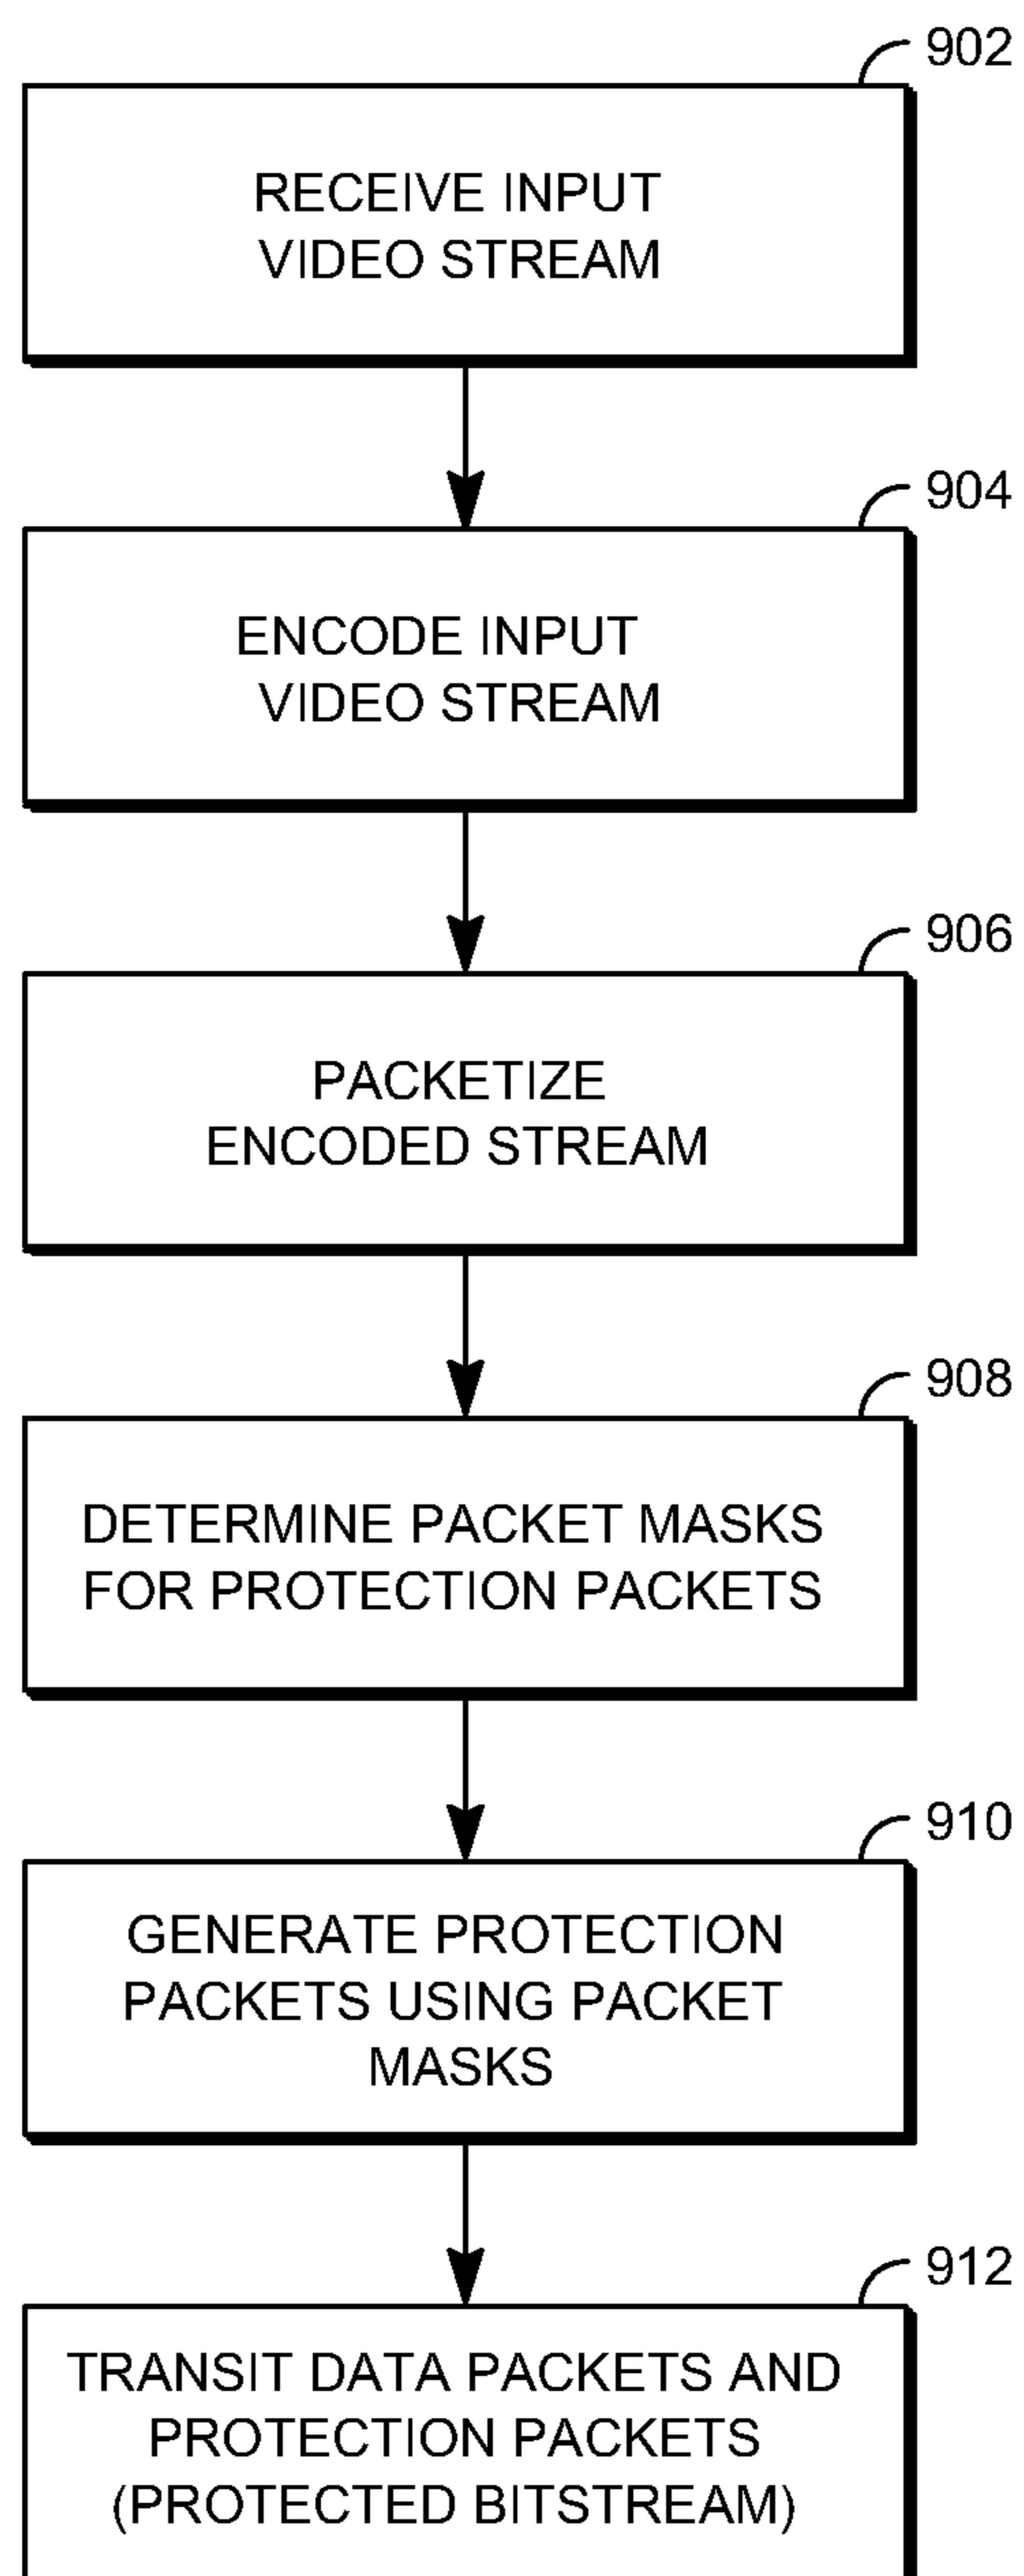 902
RECEIVE INPUT
VIDEO STREAM
904
ENCODE INPUT
VIDEO STREAM
906
PACKETIZE
ENCODED STREAM
908
DETERMINE PACKET MASKS
FOR PROTECTION PACKETS
910
GENERATE PROTECTION
PACKETS USING PACKET
MASKS
912
TRANSIT DATA PACKETS AND
PROTECTION PACKETS
(PROTECTED BITSTREAM)